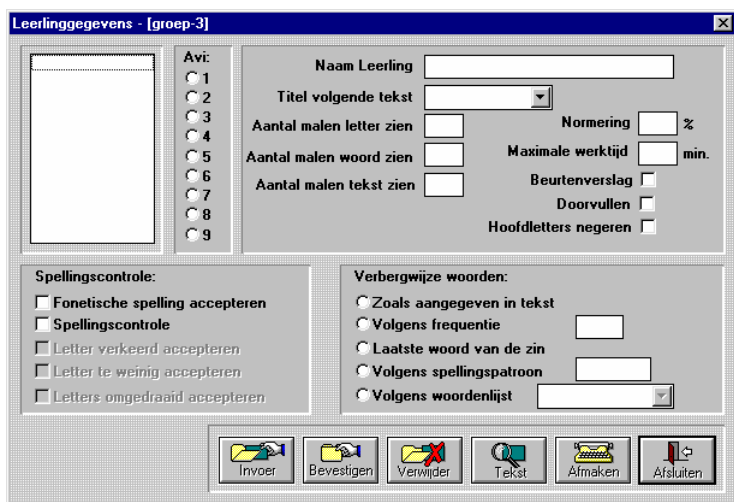 Leerlinggegevens - [groep-3]
Avi:
1
2
3
4
5
6
7
8
9
Naam Leerling
Titel volgende tekst
Aantal malen letter zien
Normering %
Aantal malen woord zien
Maximale werktijd min.
Aantal malen tekst zien
Beurtenverslag
Doorvullen
Hoofdletters negeren
Spellingscontrole:
Fonetische spelling accepteren
Spellingscontrole
Letter verkeerd accepteren
Letter te weinig accepteren
Letters omgedraaid accepteren
Verbergwijze woorden:
Zoals aangegeven in tekst
Volgens frequentie
Laatste woord van de zin
Volgens spellingspatroon
Volgens woordenlijst
Invoer Bevestigen Verwijder Tekst Afmaken Afsluiten